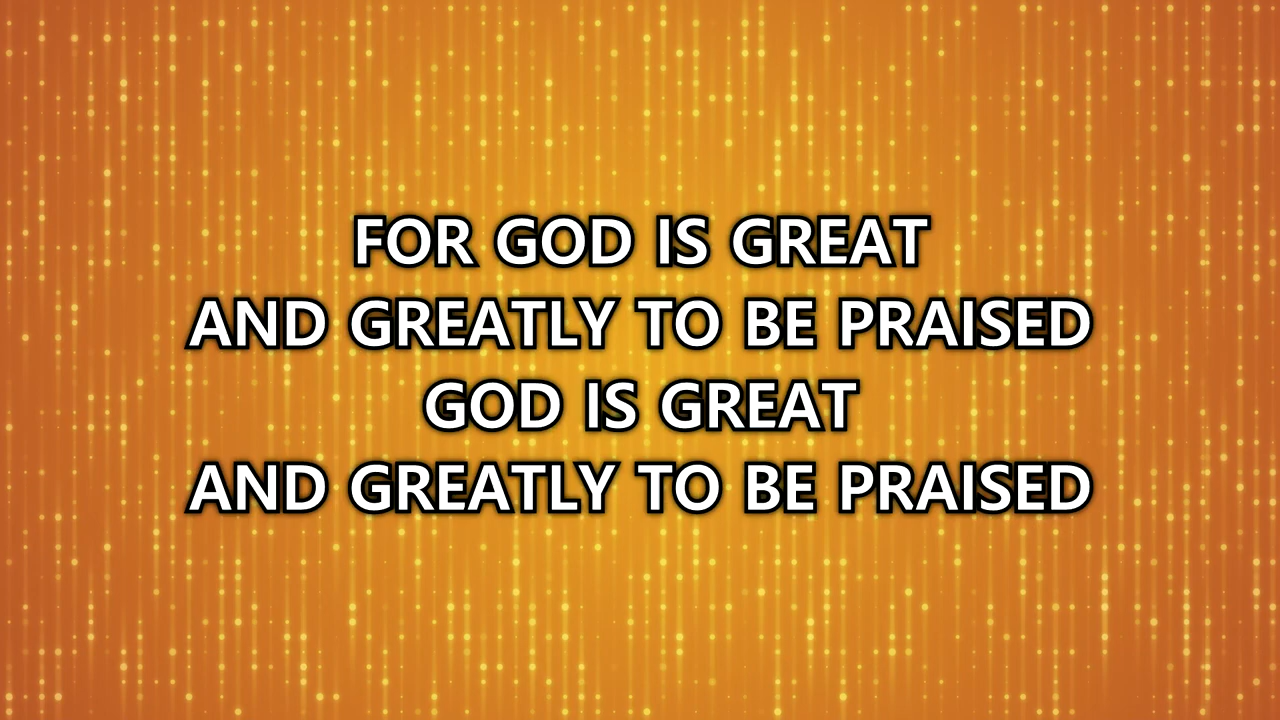 FOR GOD IS GREAT
AND GREATLY TO BE PRAISED
GOD IS GREAT
AND GREATLY TO BE PRAISED